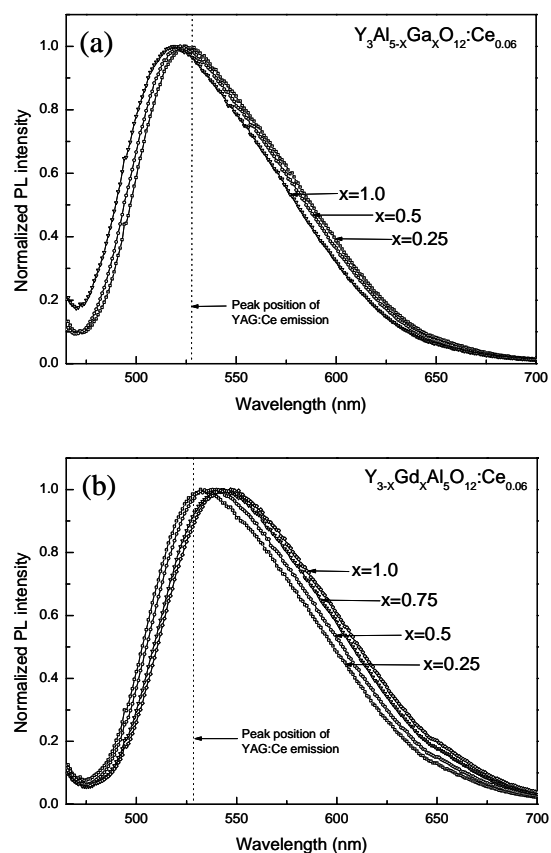 (a)
Y₃Al₅₋ₓGaₓO₁₂:Ce₀.₀₆
Normalized PL intensity
1.0
0.8
0.6
0.4
0.2
0.0
x=1.0
x=0.5
x=0.25
Peak position of
YAG:Ce emission
500
550
600
650
700
Wavelength (nm)
(b)
Y₃₋ₓGdₓAl₅O₁₂:Ce₀.₀₆
Normalized PL intensity
1.0
0.8
0.6
0.4
0.2
0.0
x=1.0
x=0.75
x=0.5
x=0.25
Peak position of
YAG:Ce emission
500
550
600
650
700
Wavelength (nm)